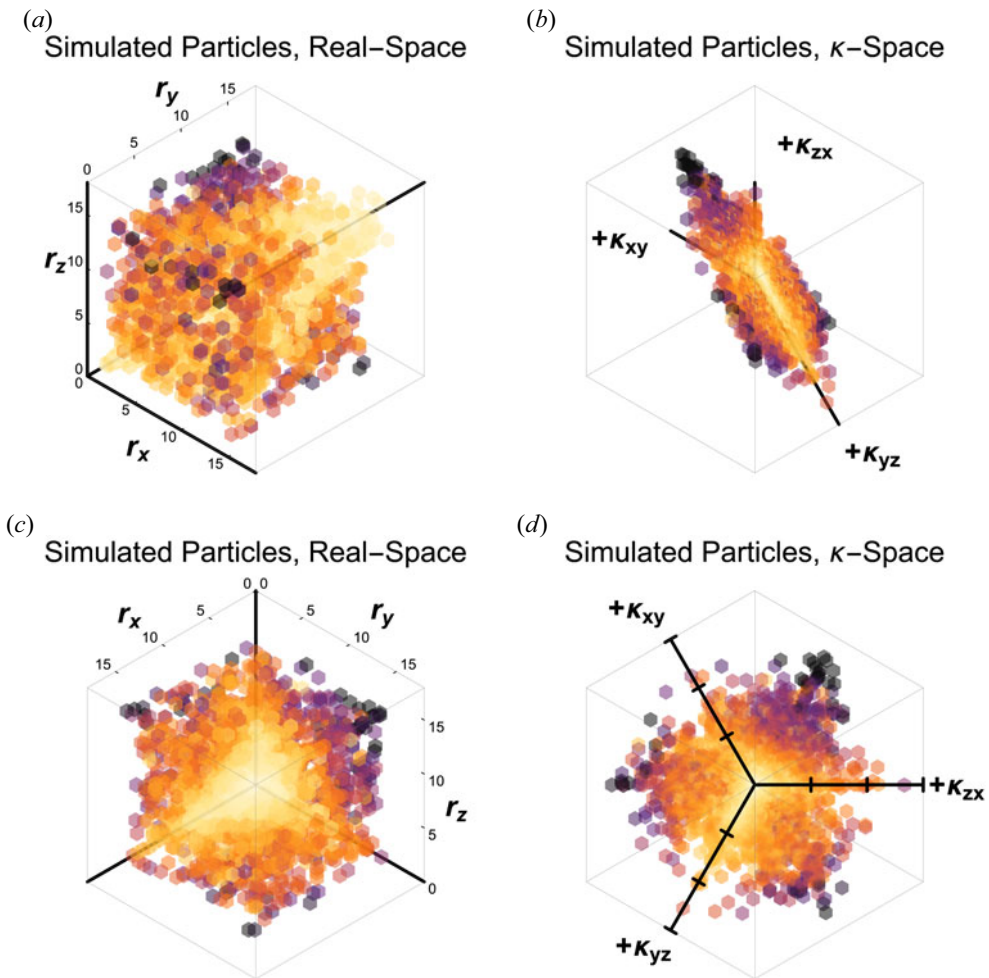 (a)
Simulated Particles, Real–Space
r_y
15
10
5
0
15
r_z 10
5
0
0
5
10
15
r_x
(b)
Simulated Particles, κ–Space
+κ_zx
+κ_xy
+κ_yz
(c)
Simulated Particles, Real–Space
0 0
r_x
5
5
r_y
10
10
15
15
15
10
r_z
5
0
(d)
Simulated Particles, κ–Space
+κ_xy
+κ_zx
+κ_yz